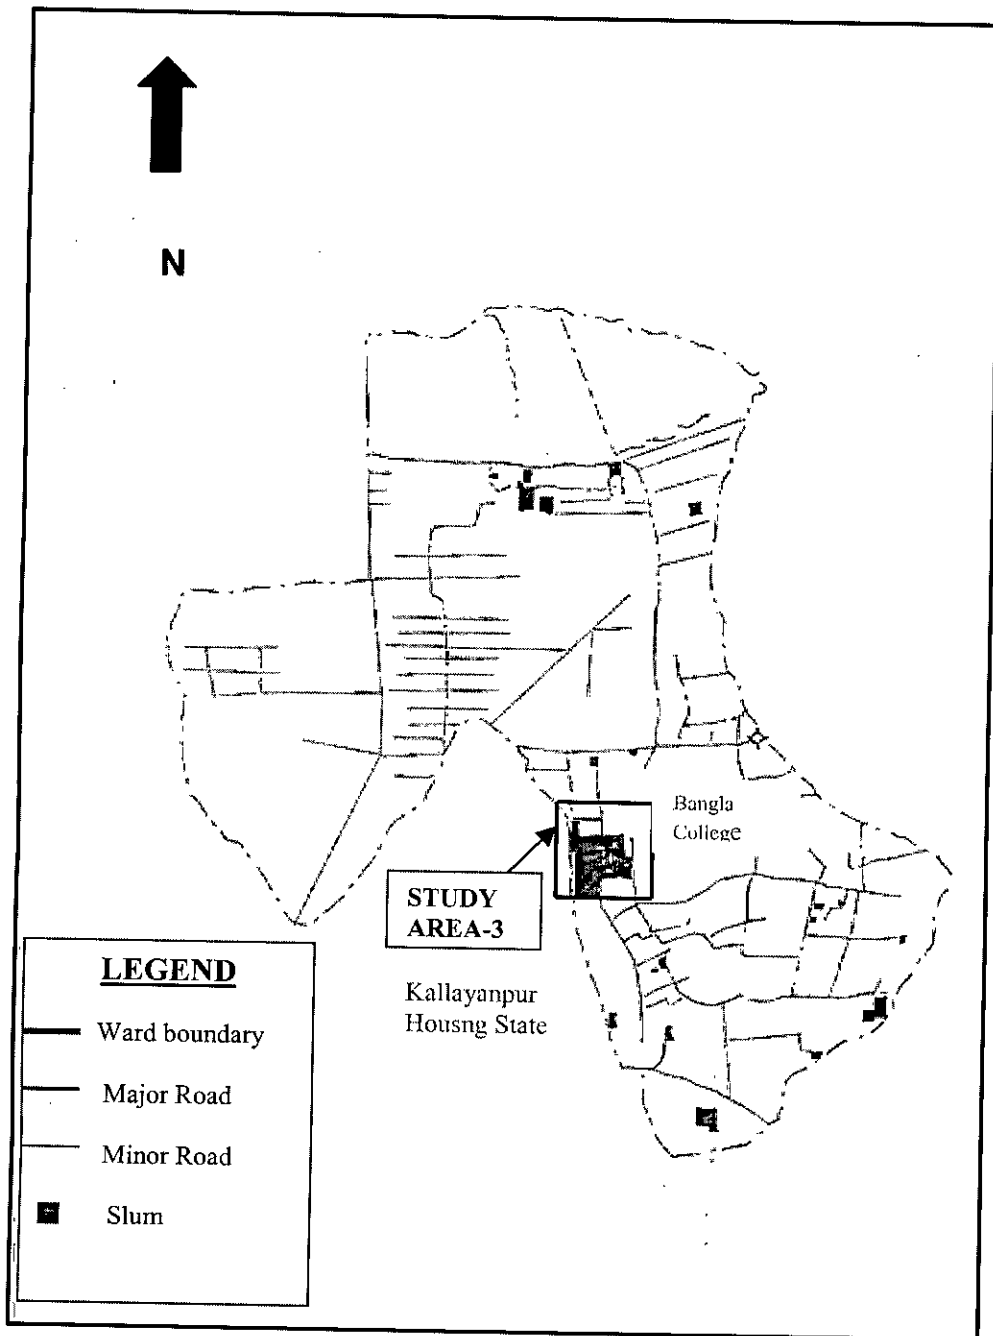 N
Bangla
College
STUDY
AREA-3
Kallayanpur
Housng State
LEGEND
Ward boundary
Major Road
Minor Road
Slum